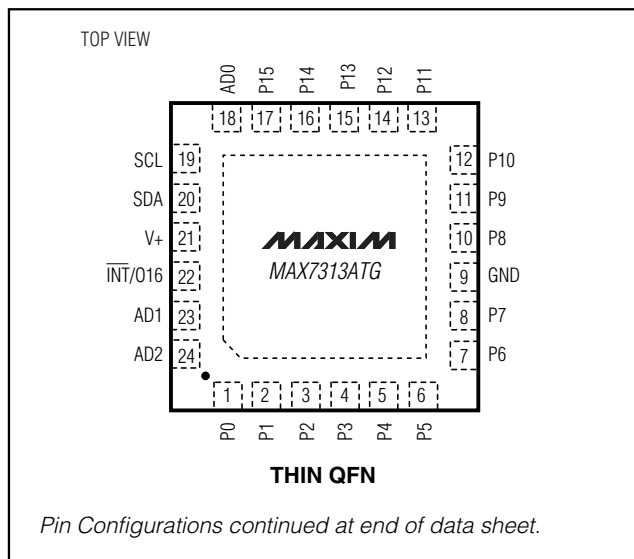 TOP VIEW
AD0 P15 P14 P13 P12 P11
18 17 16 15 14 13
SCL 19 12 P10
SDA 20 11 P9
V+ 21 10 P8
MAXIM
MAX7313ATG
INT/O16 22 9 GND
AD1 23 8 P7
AD2 24 7 P6
1 2 3 4 5 6
P0 P1 P2 P3 P4 P5
THIN QFN
Pin Configurations continued at end of data sheet.